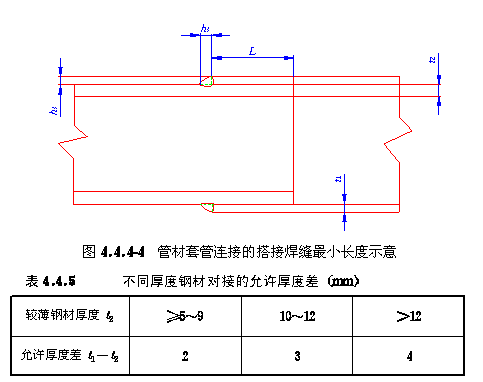 h₃
L
t₂
h₃
t₁
图 4.4.4-4 管材套管连接的搭接焊缝最小长度示意
表 4.4.5 不同厚度钢材对接的允许厚度差 (mm)
较薄钢材厚度 t₂ ≥5～9 10～12 ＞12
允许厚度差 t₁－t₂ 2 3 4